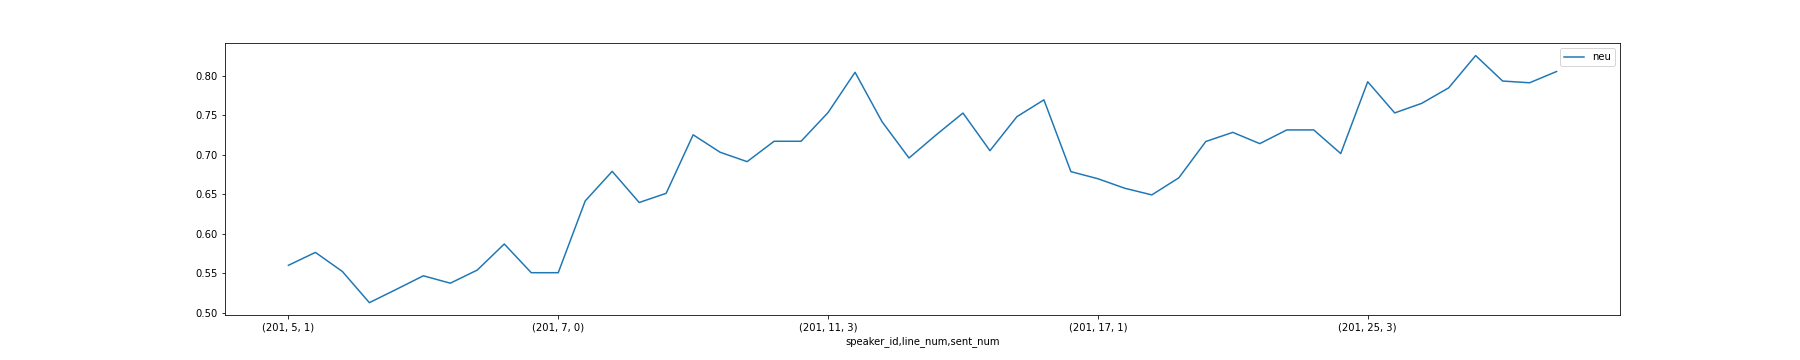 neu
0.80
0.75
0.70
0.65
0.60
0.55
0.50
(201, 5, 1) (201, 7, 0) (201, 11, 3) (201, 17, 1) (201, 25, 3)
speaker_id,line_num,sent_num